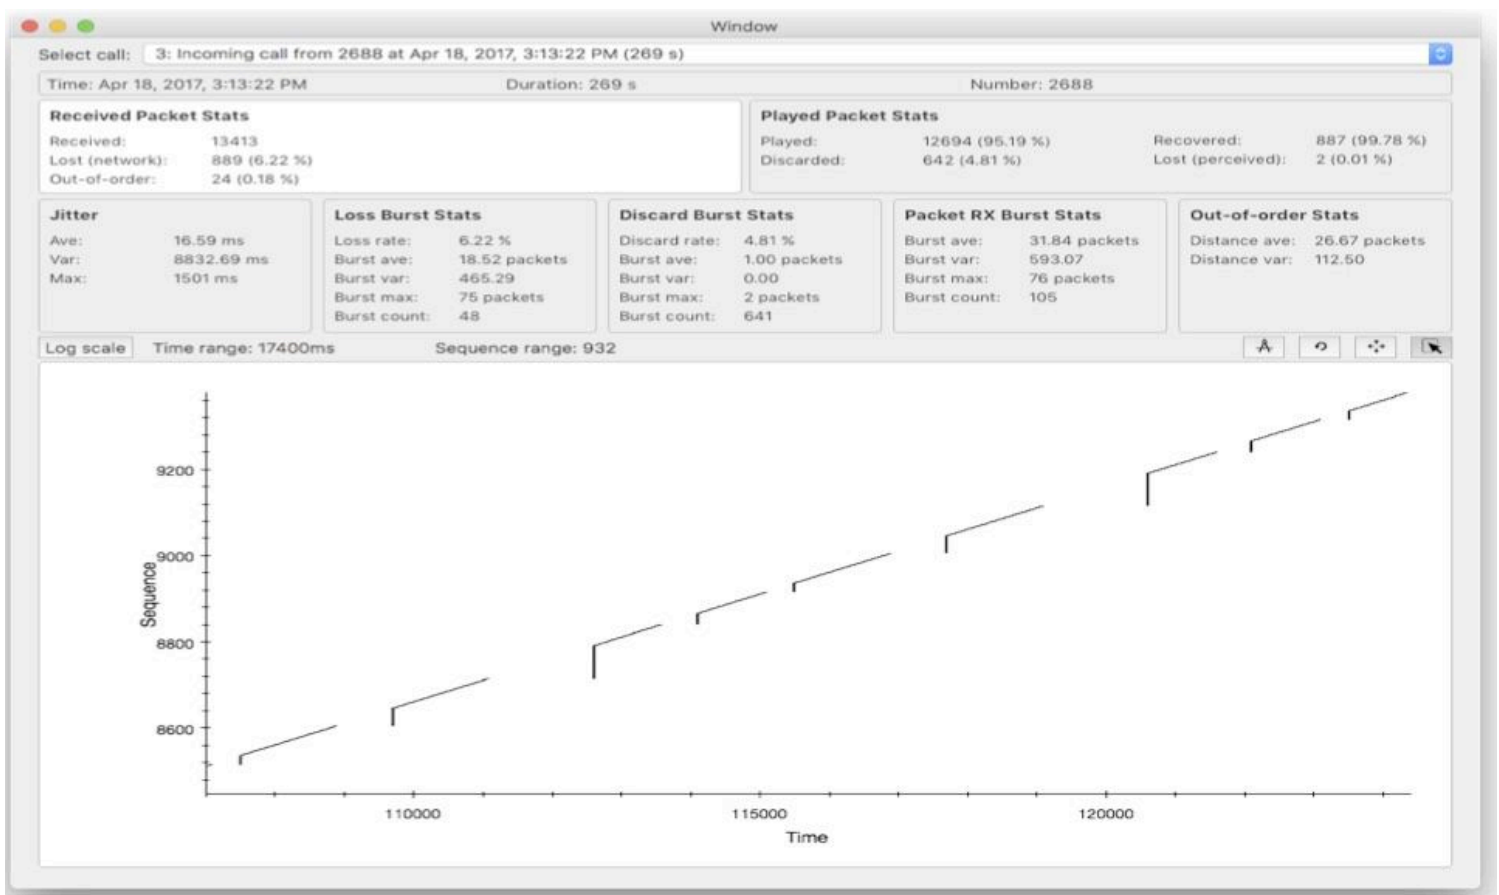 Window
Select call: 3: Incoming call from 2688 at Apr 18, 2017, 3:13:22 PM (269 s)
Time: Apr 18, 2017, 3:13:22 PM Duration: 269 s Number: 2688
Received Packet Stats
Received: 13413
Lost (network): 889 (6.22 %)
Out-of-order: 24 (0.18 %)
Played Packet Stats
Played: 12694 (95.19 %) Recovered: 887 (99.78 %)
Discarded: 642 (4.81 %) Lost (perceived): 2 (0.01 %)
Jitter
Ave: 16.59 ms
Var: 8832.69 ms
Max: 1501 ms
Loss Burst Stats
Loss rate: 6.22 %
Burst ave: 18.52 packets
Burst var: 465.29
Burst max: 75 packets
Burst count: 48
Discard Burst Stats
Discard rate: 4.81 %
Burst ave: 1.00 packets
Burst var: 0.00
Burst max: 2 packets
Burst count: 641
Packet RX Burst Stats
Burst ave: 31.84 packets
Burst var: 593.07
Burst max: 76 packets
Burst count: 105
Out-of-order Stats
Distance ave: 26.67 packets
Distance var: 112.50
Log scale Time range: 17400ms Sequence range: 932
9200
9000
8800
8600
Sequence
110000 115000 120000
Time